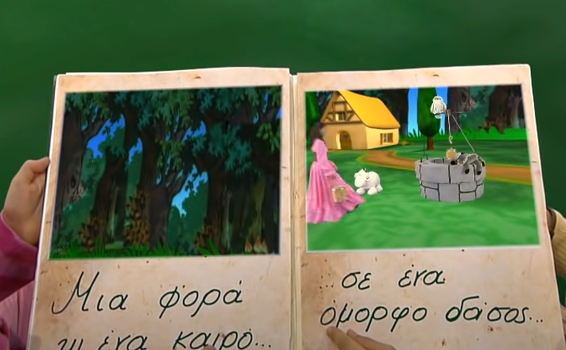 Μια φορά
κι ένα καιρό...
...σε ένα
όμορφο δάσος...